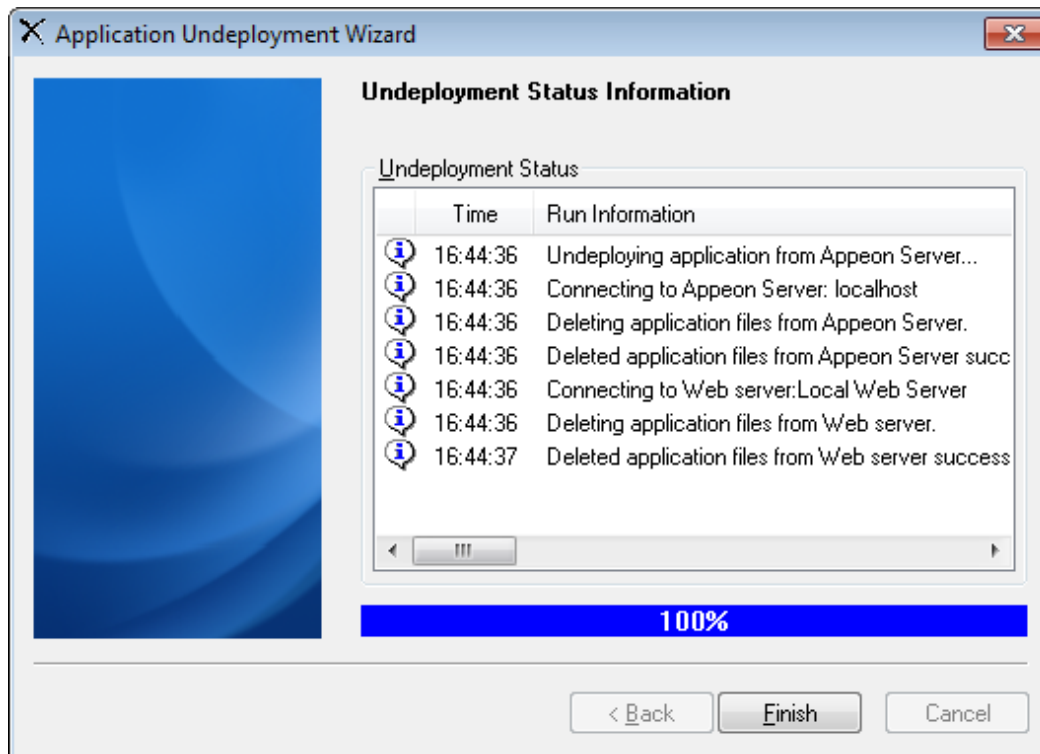 Application Undeployment Wizard
Undeployment Status Information
Undeployment Status
Time Run Information
16:44:36 Undeploying application from Appeon Server...
16:44:36 Connecting to Appeon Server: localhost
16:44:36 Deleting application files from Appeon Server.
16:44:36 Deleted application files from Appeon Server succ
16:44:36 Connecting to Web server:Local Web Server
16:44:36 Deleting application files from Web server.
16:44:37 Deleted application files from Web server success
100%
< Back Finish Cancel